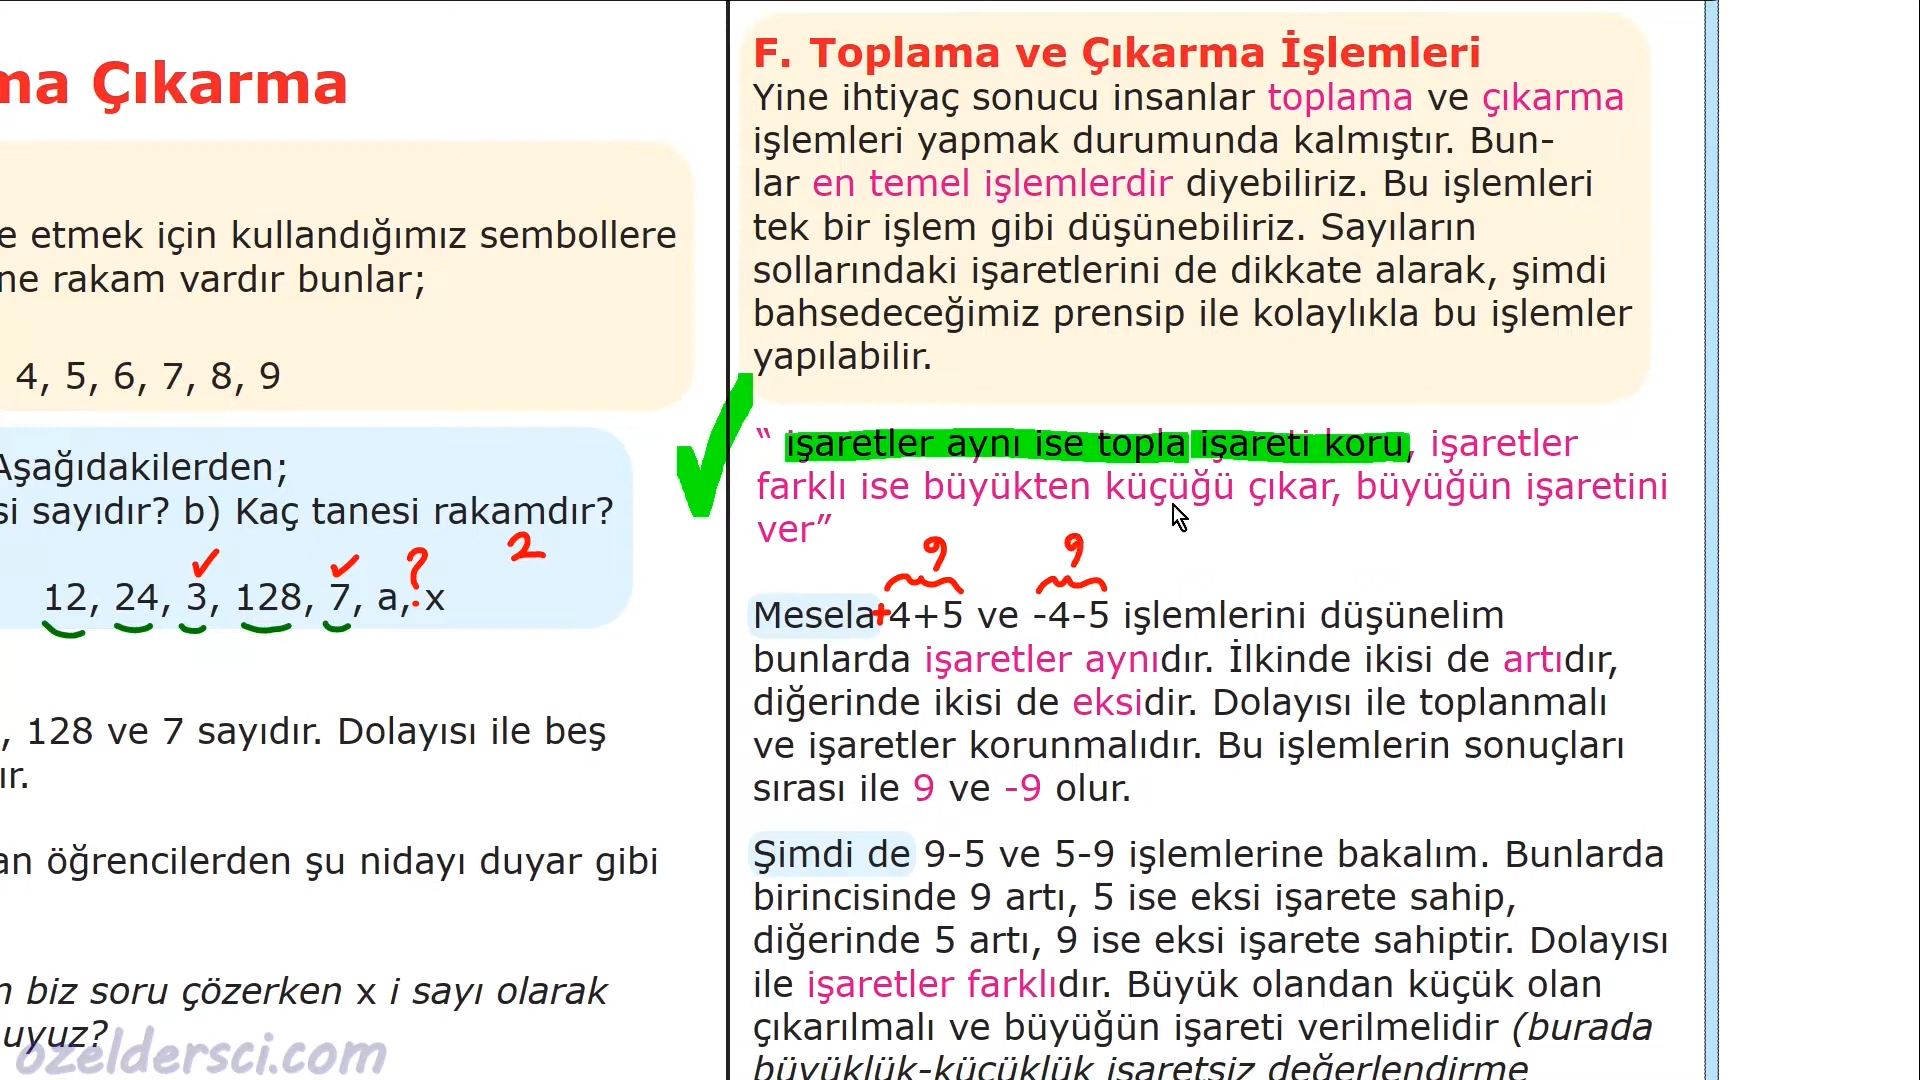 ma Çıkarma
e etmek için kullandığımız sembollere
ne rakam vardır bunlar;
4, 5, 6, 7, 8, 9
Aşağıdakilerden;
si sayıdır? b) Kaç tanesi rakamdır?
2
12, 24, 3, 128, 7, a,? x
, 128 ve 7 sayıdır. Dolayısı ile beş
ır.
an öğrencilerden şu nidayı duyar gibi
n biz soru çözerken x i sayı olarak
uyuz?
ozeldersci.com
F. Toplama ve Çıkarma İşlemleri
Yine ihtiyaç sonucu insanlar toplama ve çıkarma
işlemleri yapmak durumunda kalmıştır. Bun-
lar en temel işlemlerdir diyebiliriz. Bu işlemleri
tek bir işlem gibi düşünebiliriz. Sayıların
sollarındaki işaretlerini de dikkate alarak, şimdi
bahsedeceğimiz prensip ile kolaylıkla bu işlemler
yapılabilir.
“ işaretler aynı ise topla işareti koru, işaretler
farklı ise büyükten küçüğü çıkar, büyüğün işaretini
ver”
9 9
Mesela +4+5 ve -4-5 işlemlerini düşünelim
bunlarda işaretler aynıdır. İlkinde ikisi de artıdır,
diğerinde ikisi de eksidir. Dolayısı ile toplanmalı
ve işaretler korunmalıdır. Bu işlemlerin sonuçları
sırası ile 9 ve -9 olur.
Şimdi de 9-5 ve 5-9 işlemlerine bakalım. Bunlarda
birincisinde 9 artı, 5 ise eksi işarete sahip,
diğerinde 5 artı, 9 ise eksi işarete sahiptir. Dolayısı
ile işaretler farklıdır. Büyük olandan küçük olan
çıkarılmalı ve büyüğün işareti verilmelidir (burada
büyüklük-küçüklük işaretsiz değerlendirme